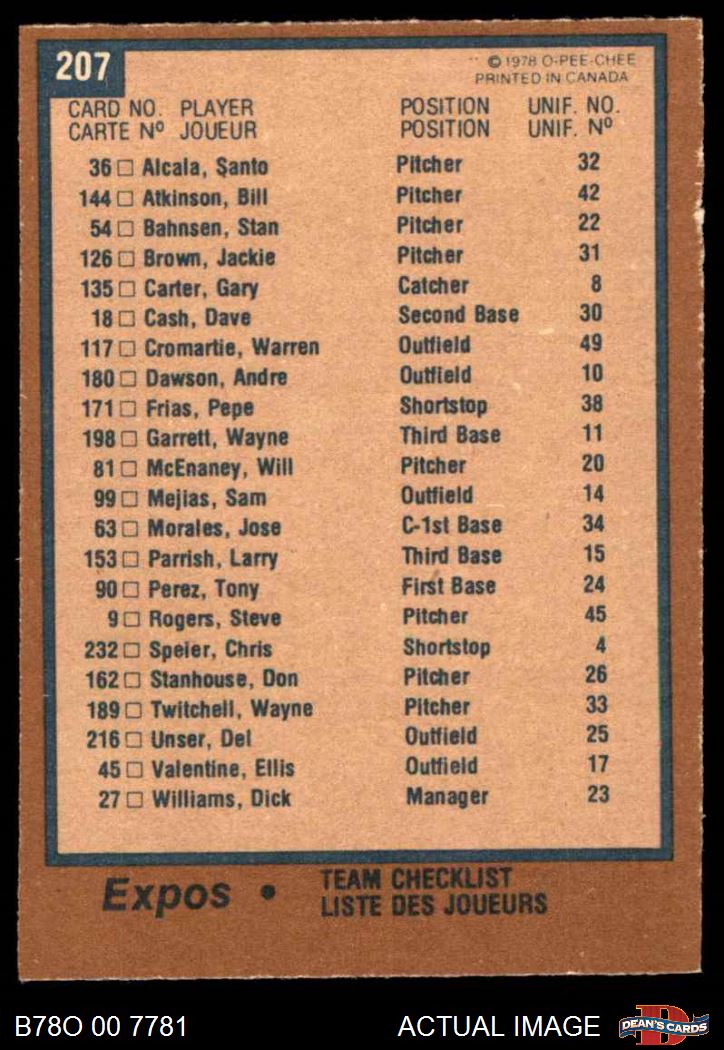 207
© 1978 O-PEE-CHEE
PRINTED IN CANADA
CARD NO. PLAYER POSITION UNIF. NO.
CARTE Nº JOUEUR POSITION UNIF. Nº
36 □ Alcala, Santo Pitcher 32
144 □ Atkinson, Bill Pitcher 42
54 □ Bahnsen, Stan Pitcher 22
126 □ Brown, Jackie Pitcher 31
135 □ Carter, Gary Catcher 8
18 □ Cash, Dave Second Base 30
117 □ Cromartie, Warren Outfield 49
180 □ Dawson, Andre Outfield 10
171 □ Frias, Pepe Shortstop 38
198 □ Garrett, Wayne Third Base 11
81 □ McEnaney, Will Pitcher 20
99 □ Mejias, Sam Outfield 14
63 □ Morales, Jose C-1st Base 34
153 □ Parrish, Larry Third Base 15
90 □ Perez, Tony First Base 24
9 □ Rogers, Steve Pitcher 45
232 □ Speier, Chris Shortstop 4
162 □ Stanhouse, Don Pitcher 26
189 □ Twitchell, Wayne Pitcher 33
216 □ Unser, Del Outfield 25
45 □ Valentine, Ellis Outfield 17
27 □ Williams, Dick Manager 23
Expos • TEAM CHECKLIST
LISTE DES JOUEURS
B78O 00 7781 ACTUAL IMAGE
D
DEAN'S CARDS